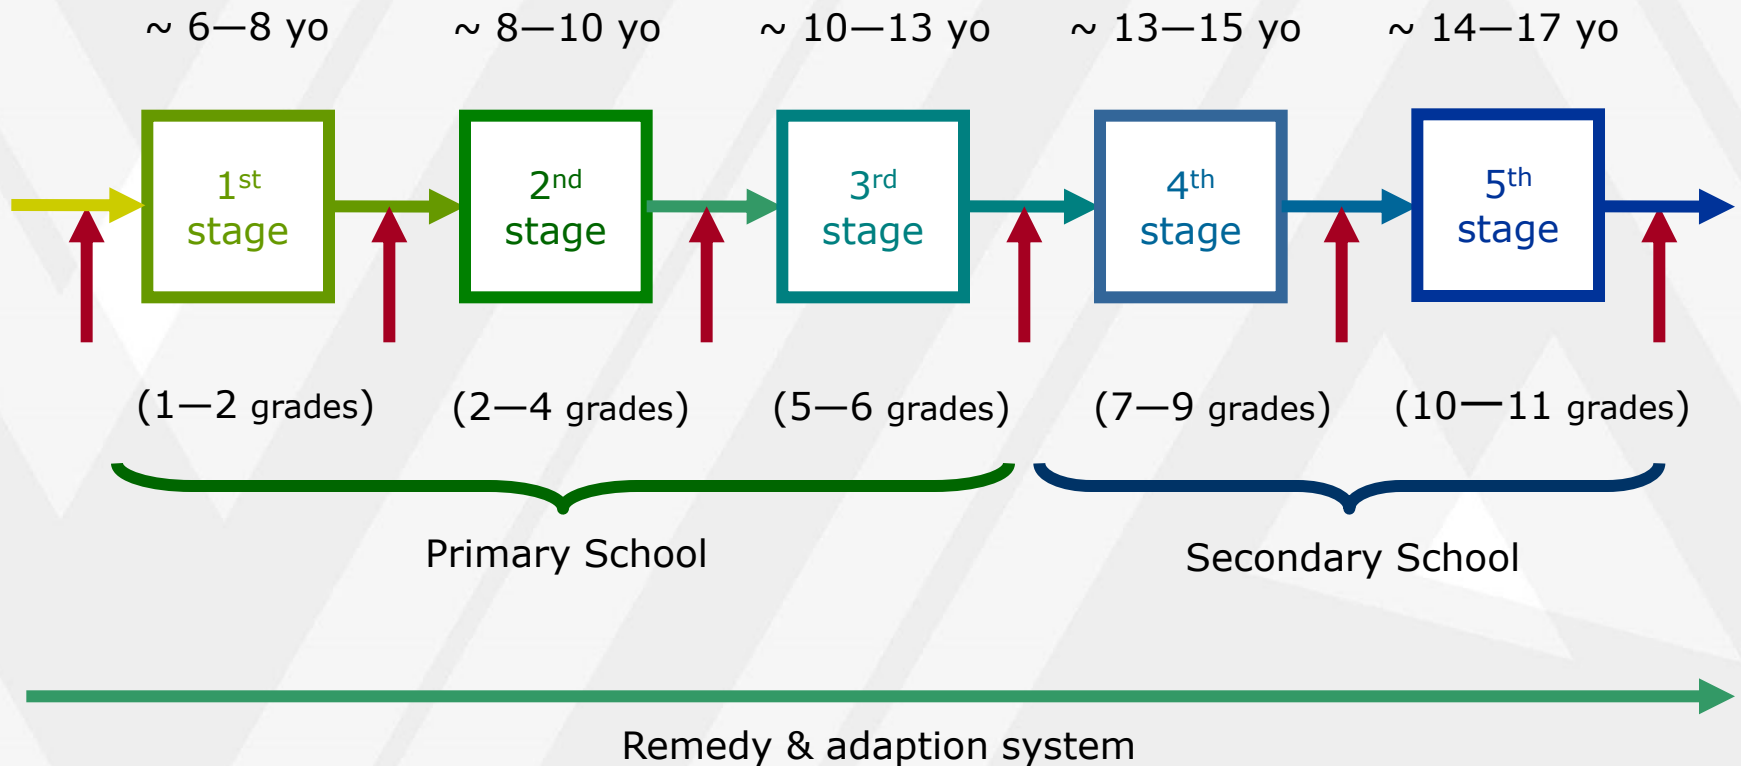 ~ 6—8 yo
~ 8—10 yo
~ 10—13 yo
~ 13—15 yo
~ 14—17 yo
1st
stage
2nd
stage
3rd
stage
4th
stage
5th
stage
(1—2 grades)
(2—4 grades)
(5—6 grades)
(7—9 grades)
(10—11 grades)
Primary School
Secondary School
Remedy & adaption system